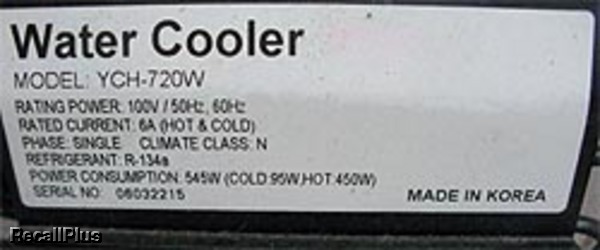 Water Cooler
MODEL: YCH-720W
RATING POWER: 100V / 50Hz, 60Hz
RATED CURRENT: 6A (HOT & COLD)
PHASE: SINGLE CLIMATE CLASS: N
REFRIGERANT: R-134a
POWER CONSUMPTION: 545W (COLD:95W,HOT:450W)
SERIAL NO: 06032215
MADE IN KOREA
RecallPlus